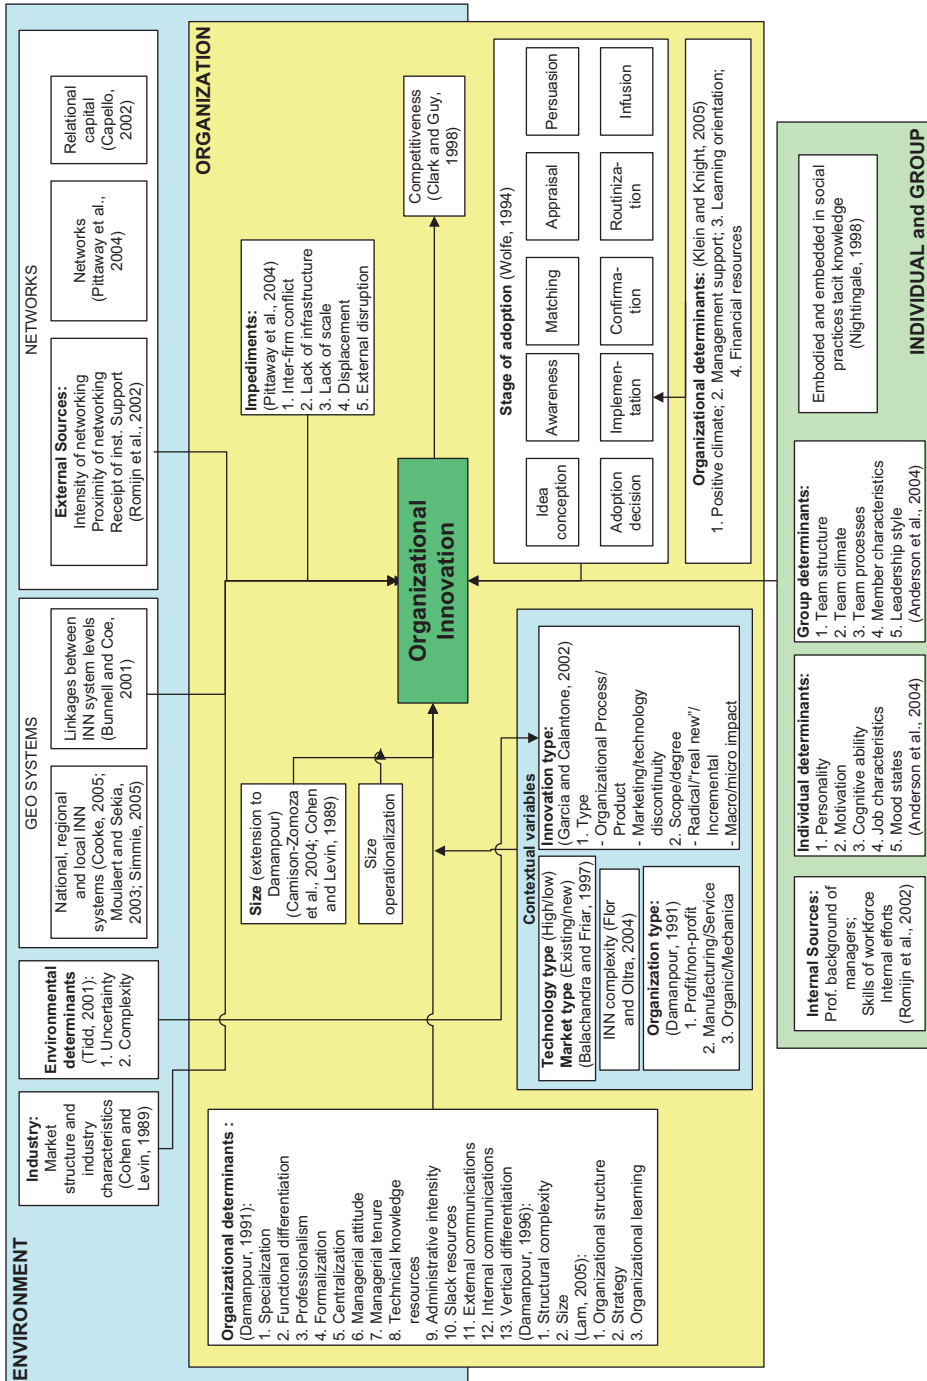 ENVIRONMENT
Industry:
Market
structure and
industry
characteristics
(Cohen and
Levin, 1989)
Environmental
determinants
(Tidd, 2001):
1. Uncertainty
2. Complexity
GEO SYSTEMS
National, regional
and local INN
systems (Cooke, 2005;
Moulaert and Sekia,
2003; Simmie, 2005)
Linkages between
INN system levels
(Bunnell and Coe,
2001)
NETWORKS
External Sources:
Intensity of networking
Proximity of networking
Receipt of inst. Support
(Romijn et al., 2002)
Networks
(Pittaway et al.,
2004)
Relational
capital
(Capello,
2002)
ORGANIZATION
Organizational determinants :
(Damanpour, 1991):
1. Specialization
2. Functional differentiation
3. Professionalism
4. Formalization
5. Centralization
6. Managerial attitude
7. Managerial tenure
8. Technical knowledge
resources
9. Administrative intensity
10. Slack resources
11. External communications
12. Internal communications
13. Vertical differentiation
(Damanpour, 1996):
1. Structural complexity
2. Size
(Lam, 2005):
1. Organizational structure
2. Strategy
3. Organizational learning
Size (extension to
Damanpour)
(Camison-Zomoza
et al., 2004; Cohen
and Levin, 1989)
Size
operationalization
Impediments:
(Pittaway et al., 2004)
1. Inter-firm conflict
2. Lack of infrastructure
3. Lack of scale
4. Displacement
5. External disruption
Organizational
Innovation
Competitiveness
(Clark and Guy,
1998)
Contextual variables
Technology type (High/low)
Market type (Existing/new)
(Balachandra and Friar, 1997)
INN complexity (Flor
and Oltra, 2004)
Organization type:
(Damanpour, 1991)
1. Profit/non-profit
2. Manufacturing/Service
3. Organic/Mechanica
Innovation type:
(Garcia and Calantone, 2002)
1. Type
- Organizational Process/
Product
- Marketing/technology
discontinuity
2. Scope/degree
- Radical/“real new”/
Incremental
- Macro/micro impact
Stage of adoption (Wolfe, 1994)
Idea
conception
Awareness
Matching
Appraisal
Persuasion
Adoption
decision
Implemen-
tation
Confirma-
tion
Routiniza-
tion
Infusion
Organizational determinants: (Klein and Knight, 2005)
1. Positive climate; 2. Management support; 3. Learning orientation;
4. Financial resources
INDIVIDUAL and GROUP
Internal Sources:
Prof. background of
managers;
Skills of workforce
Internal efforts
(Romijn et al., 2002)
Individual determinants:
1. Personality
2. Motivation
3. Cognitive ability
4. Job characteristics
5. Mood states
(Anderson et al., 2004)
Group determinants:
1. Team structure
2. Team climate
3. Team processes
4. Member characteristics
5. Leadership style
(Anderson et al., 2004)
Embodied and embedded in social
practices tacit knowledge
(Nightingale, 1998)